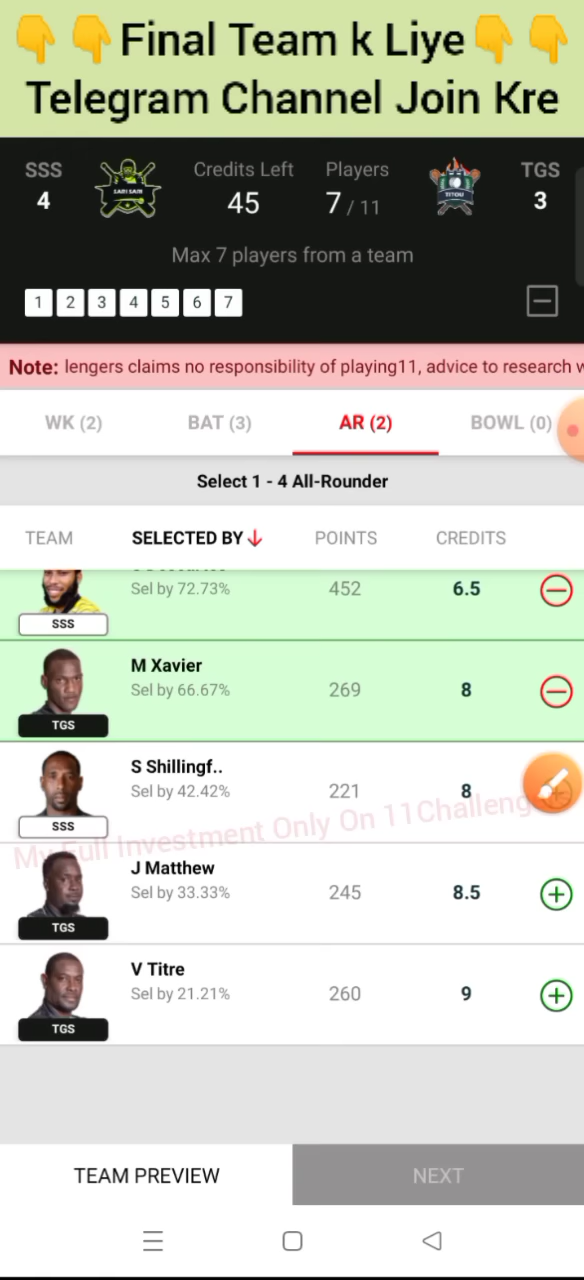 👇👇Final Team k Liye👇👇
Telegram Channel Join Kre
SSS Credits Left Players TGS
4 45 7 / 11 3
SARI SARI
TITOU
Max 7 players from a team
1 2 3 4 5 6 7
Note: lengers claims no responsibility of playing11, advice to research w
WK (2) BAT (3) AR (2) BOWL (0)
Select 1 - 4 All-Rounder
TEAM SELECTED BY POINTS CREDITS
Sel by 72.73% 452 6.5
SSS
M Xavier
Sel by 66.67% 269 8
TGS
S Shillingf..
Sel by 42.42% 221 8
SSS
My Full Investment Only On 11Challeng
J Matthew
Sel by 33.33% 245 8.5
TGS
V Titre
Sel by 21.21% 260 9
TGS
TEAM PREVIEW NEXT